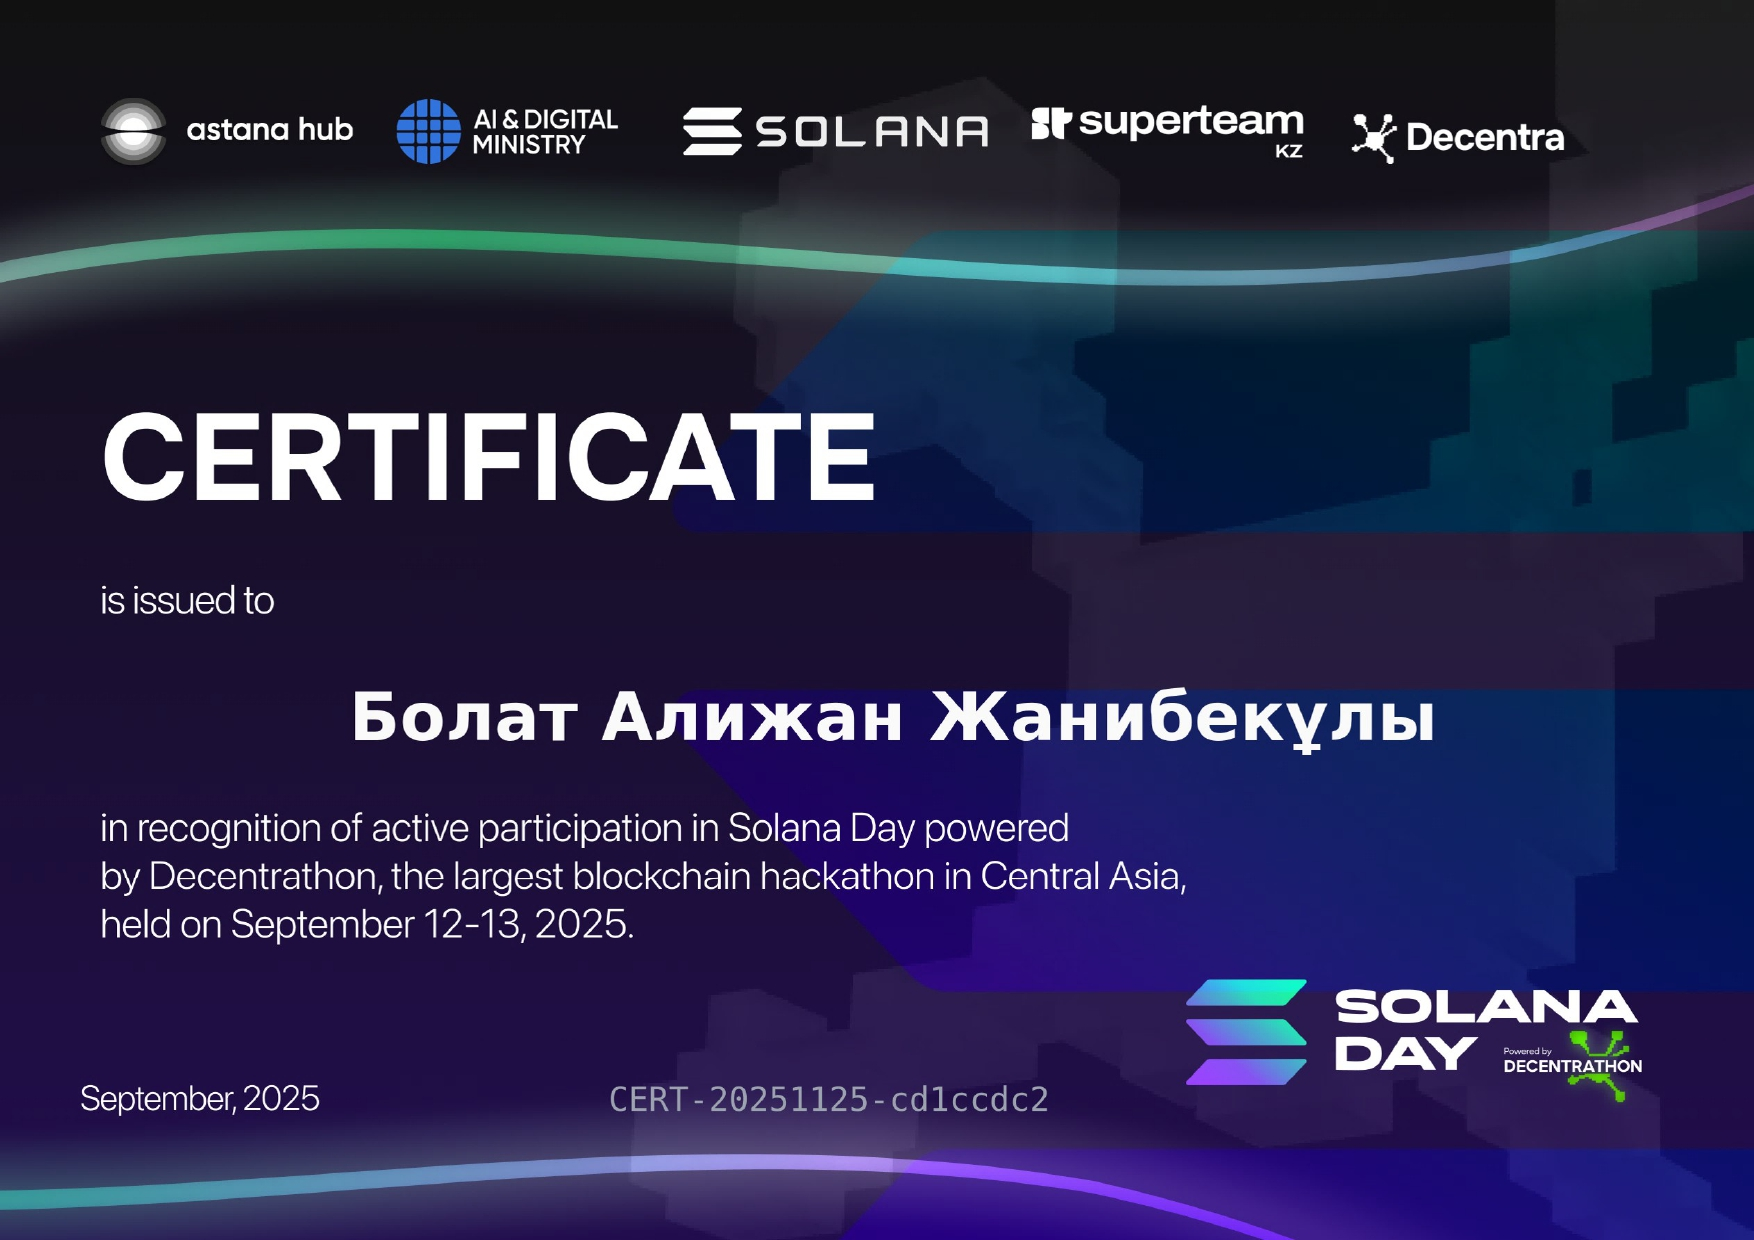 astana hub
AI & DIGITAL
MINISTRY
SOLANA
superteam
KZ
Decentra
CERTIFICATE
is issued to
Болат Алижан Жанибекұлы
in recognition of active participation in Solana Day powered
by Decentrathon, the largest blockchain hackathon in Central Asia,
held on September 12-13, 2025.
SOLANA
DAY
Powered by
DECENTRATHON
September, 2025
CERT-20251125-cd1ccdc2